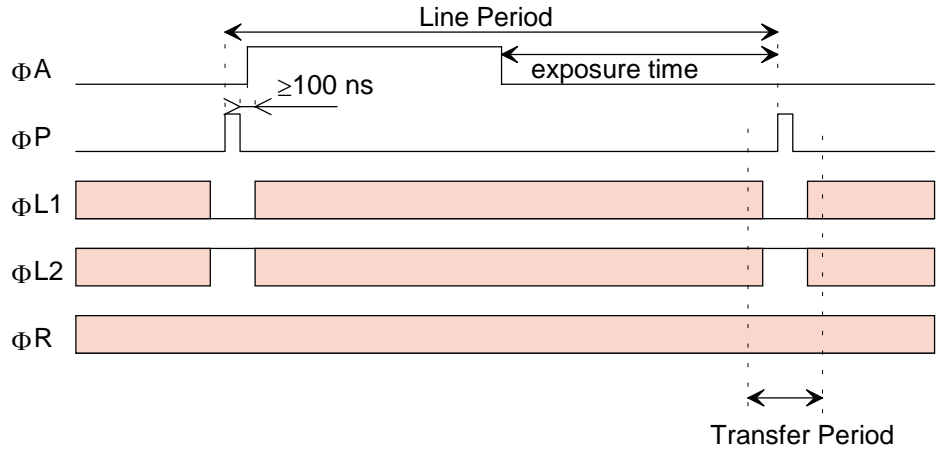 Line Period
ΦA
exposure time
≥100 ns
ΦP
ΦL1
ΦL2
ΦR
Transfer Period